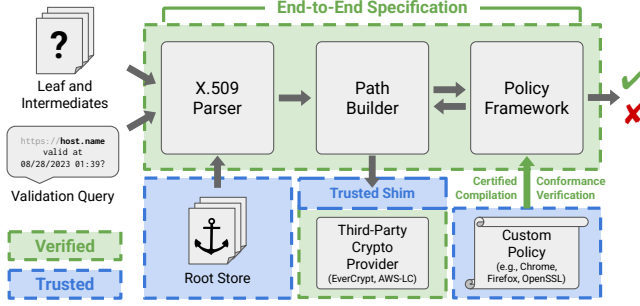 End-to-End Specification
?
Leaf and
Intermediates
https://host.name
valid at
08/28/2023 01:39?
Validation Query
X.509
Parser
Path
Builder
Policy
Framework
Certified
Compilation
Conformance
Verification
Trusted Shim
Root Store
Third-Party
Crypto
Provider
(EverCrypt, AWS-LC)
Custom
Policy
(e.g., Chrome,
Firefox, OpenSSL)
Verified
Trusted